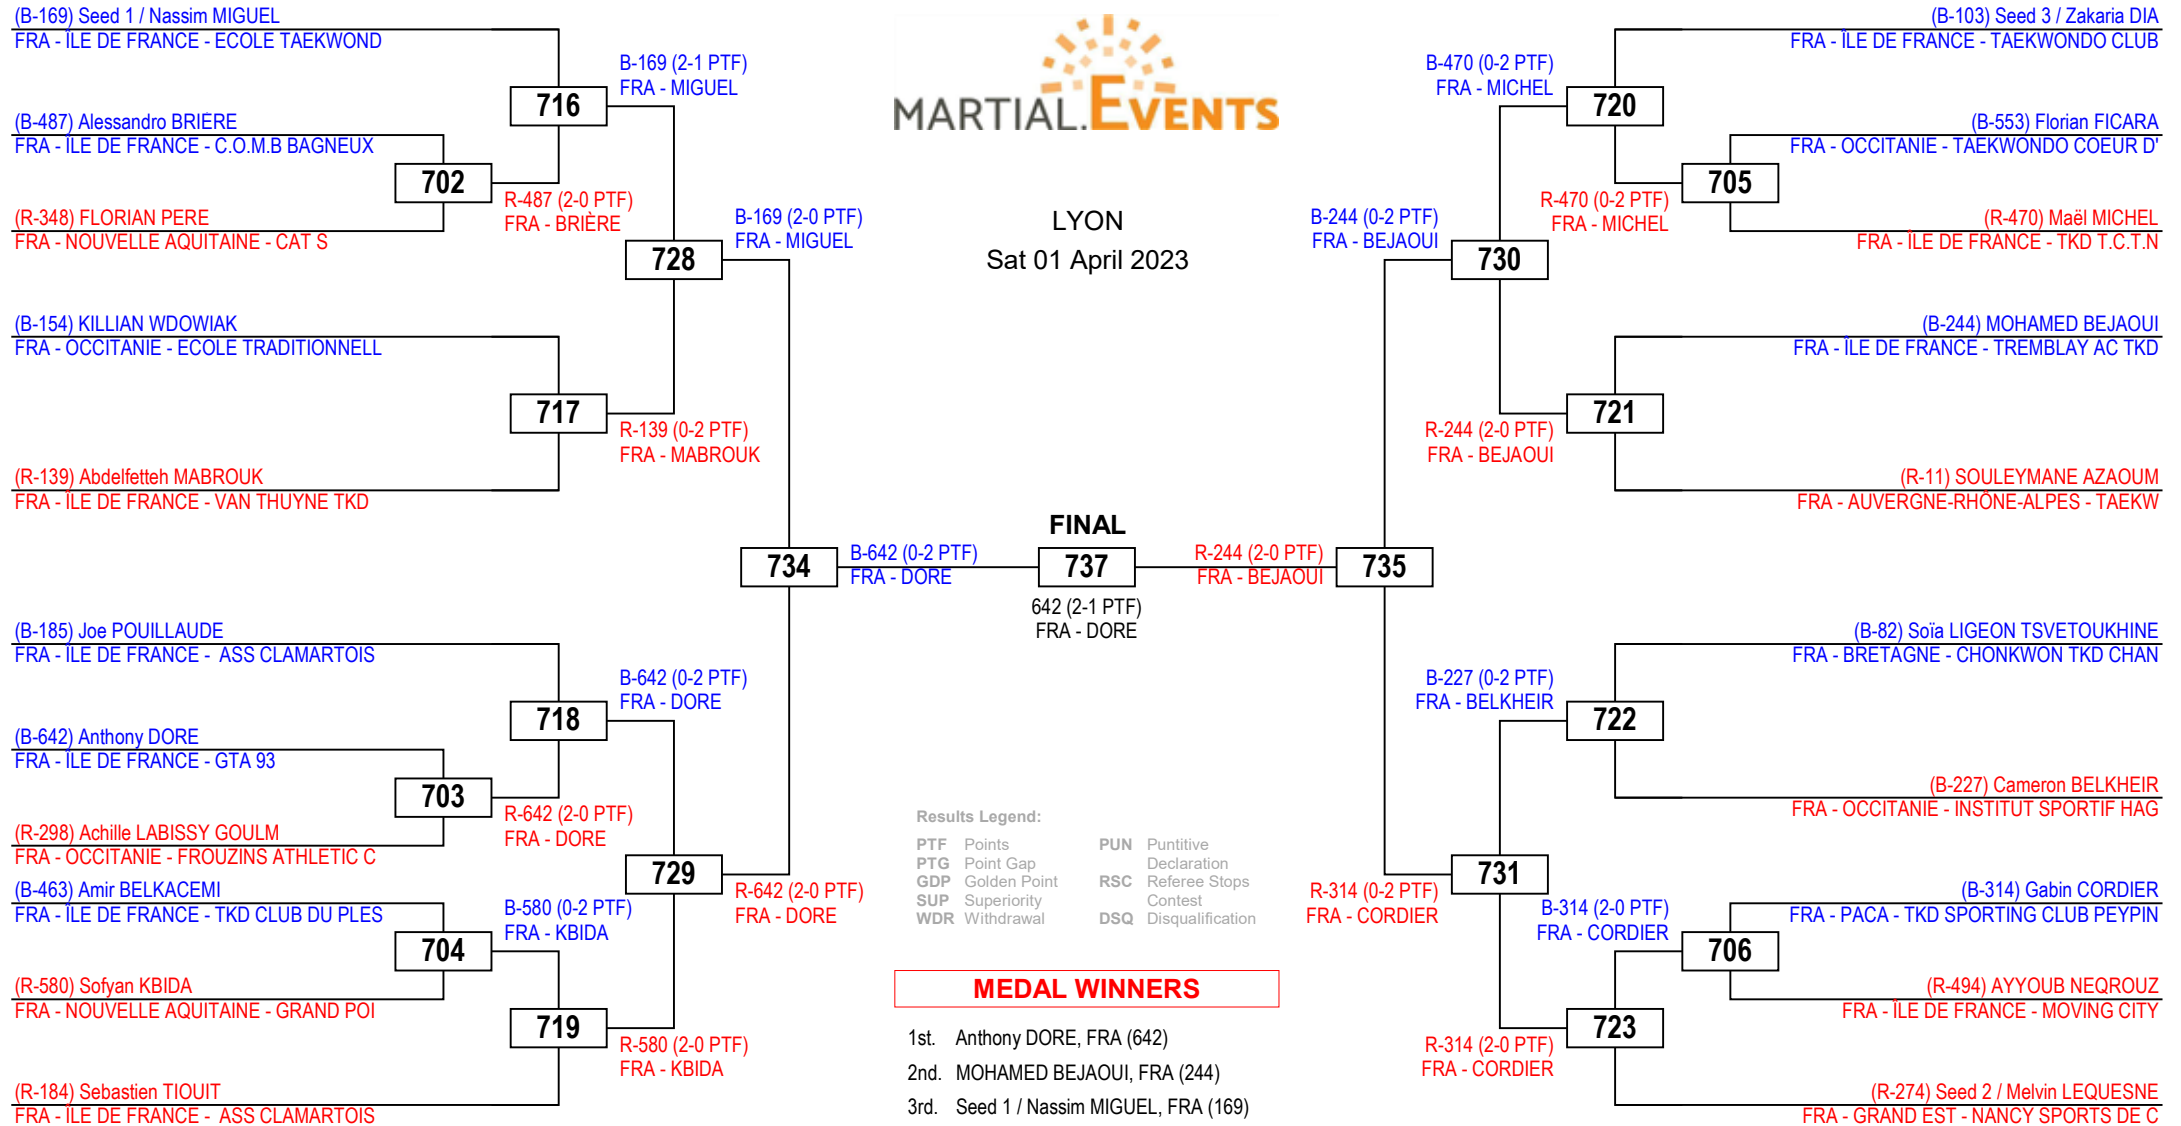 (B-169) Seed 1 / Nassim MIGUEL
FRA - ÎLE DE FRANCE - ECOLE TAEKWOND
(B-487) Alessandro BRIÈRE
FRA - ÎLE DE FRANCE - C.O.M.B BAGNEUX
(R-348) FLORIAN PERE
FRA - NOUVELLE AQUITAINE - CAT S
(B-154) KILLIAN WDOWIAK
FRA - OCCITANIE - ECOLE TRADITIONNELL
(R-139) Abdelfetteh MABROUK
FRA - ÎLE DE FRANCE - VAN THUYNE TKD
(B-185) Joe POUILLAUDE
FRA - ÎLE DE FRANCE - ASS CLAMARTOIS
(B-642) Anthony DORE
FRA - ÎLE DE FRANCE - GTA 93
(R-298) Achille LABISSY GOULM
FRA - OCCITANIE - FROUZINS ATHLETIC C
(B-463) Amir BELKACEMI
FRA - ÎLE DE FRANCE - TKD CLUB DU PLES
(R-580) Sofyan KBIDA
FRA - NOUVELLE AQUITAINE - GRAND POI
(R-184) Sebastien TIOUIT
FRA - ÎLE DE FRANCE - ASS CLAMARTOIS
702
R-487 (2-0 PTF)
FRA - BRIÈRE
703
R-642 (2-0 PTF)
FRA - DORE
704
B-580 (0-2 PTF)
FRA - KBIDA
716
B-169 (2-1 PTF)
FRA - MIGUEL
717
R-139 (0-2 PTF)
FRA - MABROUK
718
B-642 (0-2 PTF)
FRA - DORE
719
R-580 (2-0 PTF)
FRA - KBIDA
728
B-169 (2-0 PTF)
FRA - MIGUEL
729
R-642 (2-0 PTF)
FRA - DORE
734
B-642 (0-2 PTF)
FRA - DORE
MARTIAL.EVENTS
LYON
Sat 01 April 2023
FINAL
737
642 (2-1 PTF)
FRA - DORE
Results Legend:
PTF Points
PTG Point Gap
GDP Golden Point
SUP Superiority
WDR Withdrawal
PUN Puntitive
Declaration
RSC Referee Stops
Contest
DSQ Disqualification
MEDAL WINNERS
1st. Anthony DORE, FRA (642)
2nd. MOHAMED BEJAOUI, FRA (244)
3rd. Seed 1 / Nassim MIGUEL, FRA (169)
R-244 (2-0 PTF)
FRA - BEJAOUI
735
B-244 (0-2 PTF)
FRA - BEJAOUI
730
R-314 (0-2 PTF)
FRA - CORDIER
731
B-470 (0-2 PTF)
FRA - MICHEL
720
R-244 (2-0 PTF)
FRA - BEJAOUI
721
B-227 (0-2 PTF)
FRA - BELKHEIR
722
R-314 (2-0 PTF)
FRA - CORDIER
723
R-470 (0-2 PTF)
FRA - MICHEL
705
B-314 (2-0 PTF)
FRA - CORDIER
706
(B-103) Seed 3 / Zakaria DIA
FRA - ÎLE DE FRANCE - TAEKWONDO CLUB
(B-553) Florian FICARA
FRA - OCCITANIE - TAEKWONDO COEUR D'
(R-470) Maël MICHEL
FRA - ÎLE DE FRANCE - TKD T.C.T.N
(B-244) MOHAMED BEJAOUI
FRA - ÎLE DE FRANCE - TREMBLAY AC TKD
(R-11) SOULEYMANE AZAOUM
FRA - AUVERGNE-RHÔNE-ALPES - TAEKW
(B-82) Soïa LIGEON TSVETOUKHINE
FRA - BRETAGNE - CHONKWON TKD CHAN
(B-227) Cameron BELKHEIR
FRA - OCCITANIE - INSTITUT SPORTIF HAG
(B-314) Gabin CORDIER
FRA - PACA - TKD SPORTING CLUB PEYPIN
(R-494) AYYOUB NEQROUZ
FRA - ÎLE DE FRANCE - MOVING CITY
(R-274) Seed 2 / Melvin LEQUESNE
FRA - GRAND EST - NANCY SPORTS DE C